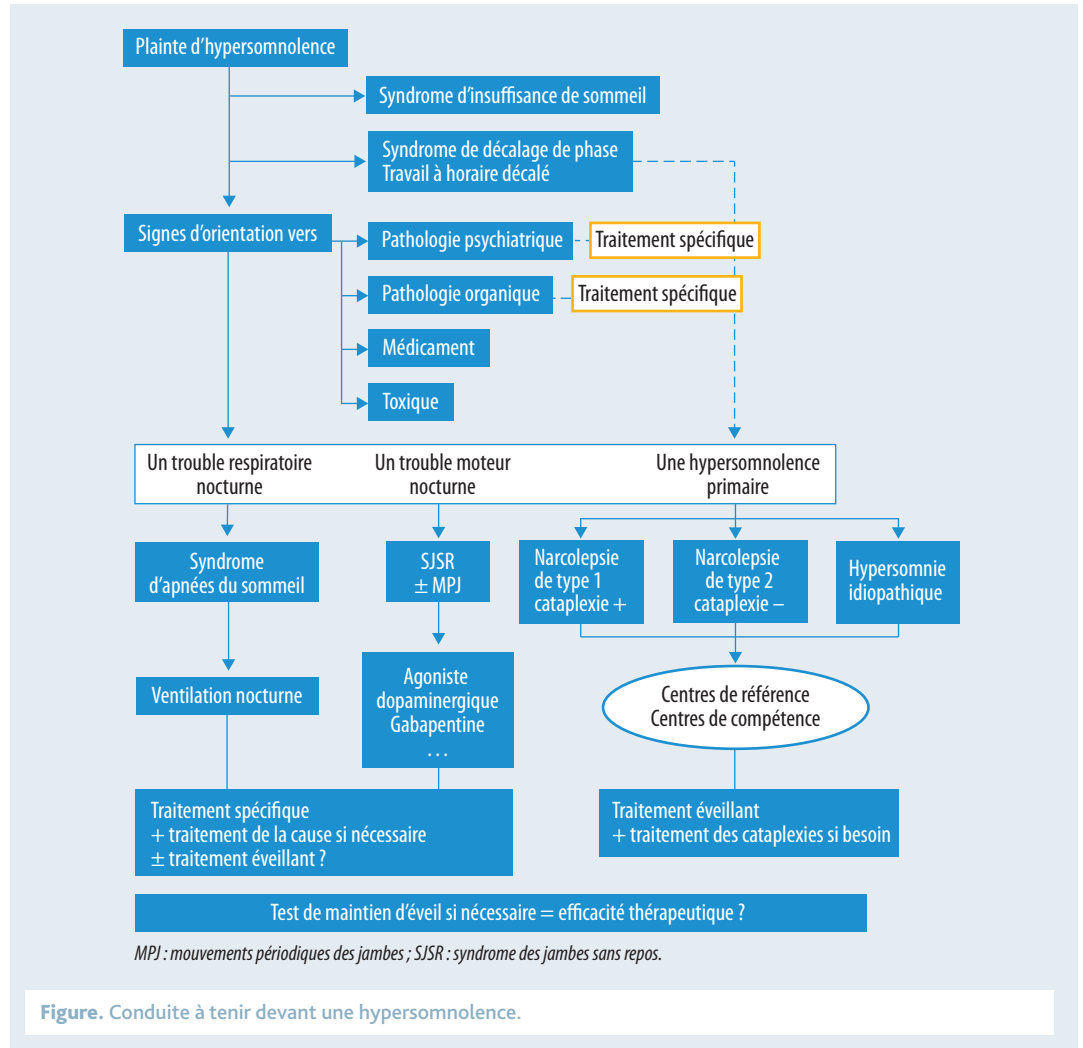 Plainte d'hypersomnolence
Syndrome d'insuffisance de sommeil
Syndrome de décalage de phase
Travail à horaire décalé
Signes d'orientation vers
Pathologie psychiatrique
Traitement spécifique
Pathologie organique
Traitement spécifique
Médicament
Toxique
Un trouble respiratoire
nocturne
Un trouble moteur
nocturne
Une hypersomnolence
primaire
Syndrome
d'apnées du sommeil
SJSR
± MPJ
Narcolepsie
de type 1
cataplexie +
Narcolepsie
de type 2
cataplexie –
Hypersomnie
idiopathique
Ventilation nocturne
Agoniste
dopaminergique
Gabapentine
…
Centres de référence
Centres de compétence
Traitement spécifique
+ traitement de la cause si nécessaire
± traitement éveillant ?
Traitement éveillant
+ traitement des cataplexies si besoin
Test de maintien d'éveil si nécessaire = efficacité thérapeutique ?
MPJ : mouvements périodiques des jambes ; SJSR : syndrome des jambes sans repos.
Figure. Conduite à tenir devant une hypersomnolence.